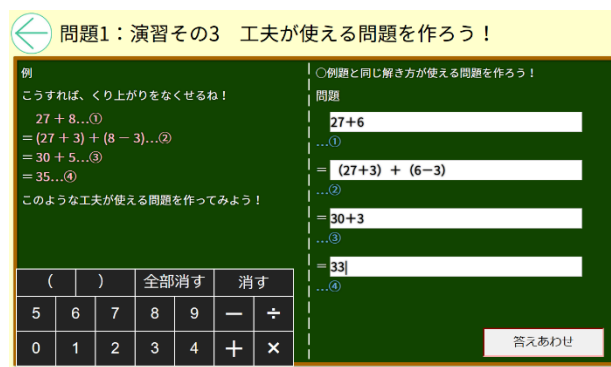 問題1：演習その3　工夫が使える問題を作ろう！
例
こうすれば、くり上がりをなくせるね！
27 + 8…①
= (27 + 3) + (8 − 3)…②
= 30 + 5…③
= 35…④
このような工夫が使える問題を作ってみよう！
○例題と同じ解き方が使える問題を作ろう！
問題
27+6
…①
= （27+3）+（6−3）
…②
= 30+3
…③
= 33
…④
( ) 全部消す 消す
5 6 7 8 9 − ÷
0 1 2 3 4 + ×
答えあわせ